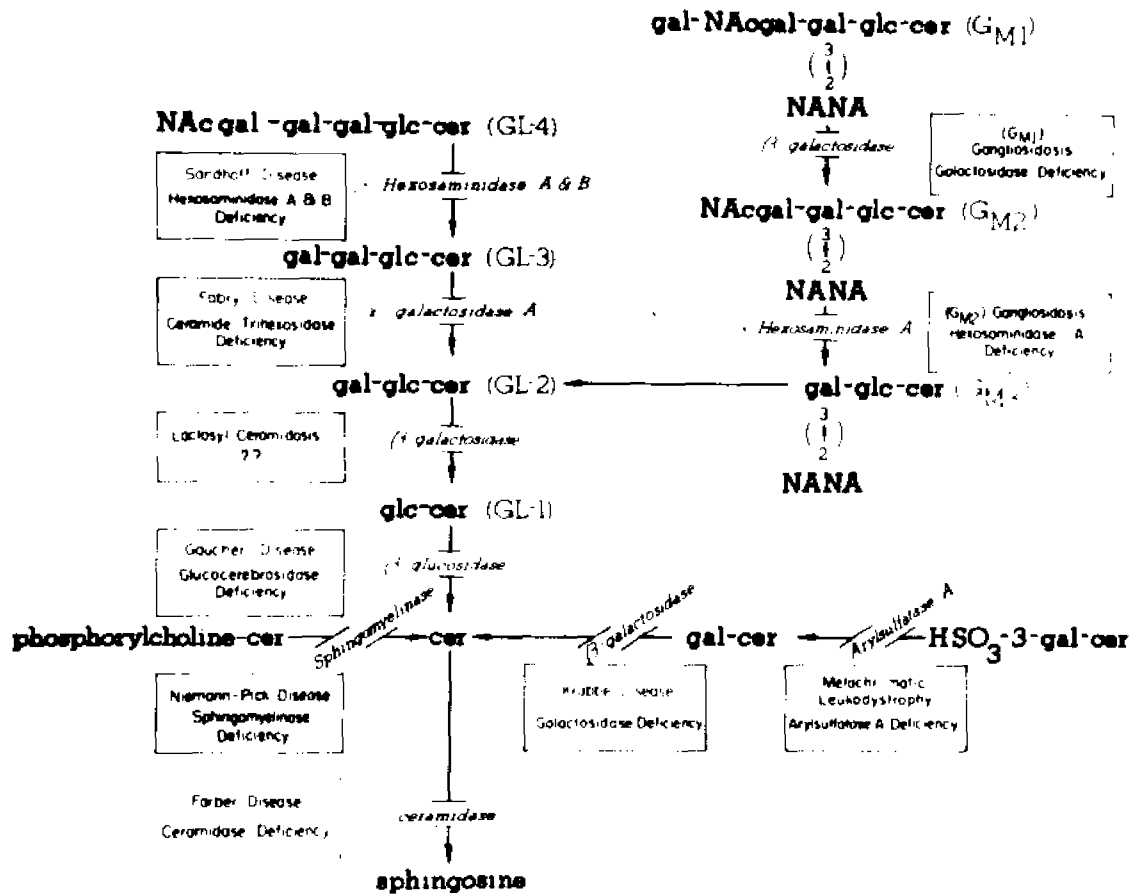 gal-NAcgal-gal-glc-cer (GM1)
3
2
NANA
β galactosidase
(GM1)
Gangliosidosis
Galactosidase Deficiency
NAcgal-gal-gal-glc-cer (GL-4)
Sandhoff Disease
Hexosaminidase A & B
Deficiency
Hexosaminidase A & B
NAcgal-gal-glc-cer (GM2)
3
2
NANA
Hexosaminidase A
(GM2) Gangliosidosis
Hexosaminidase A
Deficiency
gal-gal-glc-cer (GL-3)
Fabry Disease
Ceramide Trihexosidase
Deficiency
galactosidase A
gal-glc-cer (GL-2)
gal-glc-cer
3
2
NANA
Lactosyl Ceramidosis
??
β galactosidase
glc-cer (GL-1)
Gaucher Disease
Glucocerebrosidase
Deficiency
β glucosidase
phosphorylcholine-cer
Sphingomyelinase
cer
β-galactosidase
gal-cer
Arylsulfatase A
HSO3-3-gal-cer
Niemann-Pick Disease
Sphingomyelinase
Deficiency
Krabbe Disease
Galactosidase Deficiency
Metachromatic
Leukodystrophy
Arylsulfatase A Deficiency
Farber Disease
Ceramidase Deficiency
ceramidase
sphingosine